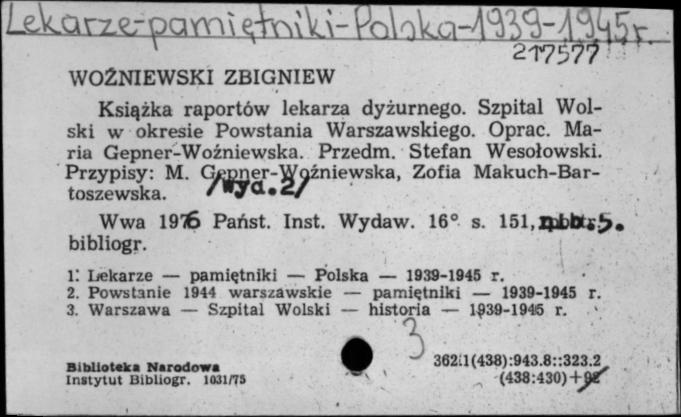 Lekarze-pamiętniki-Polska-1939-1945r.
217577
WOŹNIEWSKI ZBIGNIEW
Książka raportów lekarza dyżurnego. Szpital Wol-
ski w okresie Powstania Warszawskiego. Oprac. Ma-
ria Gepner-Woźniewska. Przedm. Stefan Wesołowski.
Przypisy: M. Gepner-Woźniewska, Zofia Makuch-Bar-
toszewska. /Wyd.2/
Wwa 1976 Państ. Inst. Wydaw. 16° s. 151, nlb.5.
bibliogr.
1. Lekarze — pamiętniki — Polska — 1939-1945 r.
2. Powstanie 1944 warszawskie — pamiętniki — 1939-1945 r.
3. Warszawa — Szpital Wolski — historia — 1939-1945 r.
3
Biblioteka Narodowa
Instytut Bibliogr. 1031/75
362.1(438):943.8::323.2
(438:430)+92